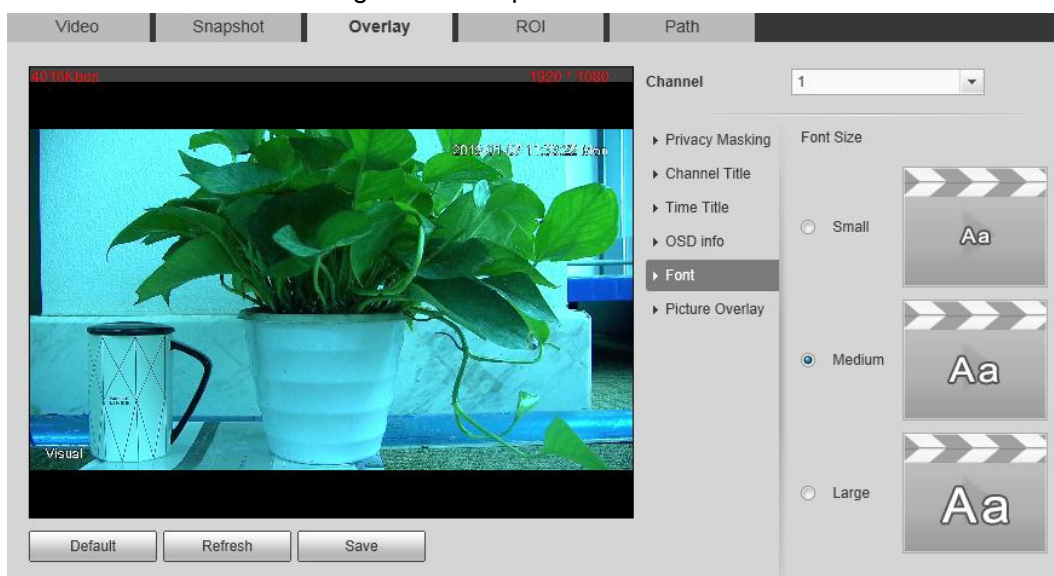 Video Snapshot Overlay ROI Path
4016Kbps 1920 * 1080
Channel 1
Privacy Masking
Channel Title
Time Title
OSD info
Font
Picture Overlay
Font Size
Small Aa
Medium Aa
Large Aa
Visual
Default Refresh Save